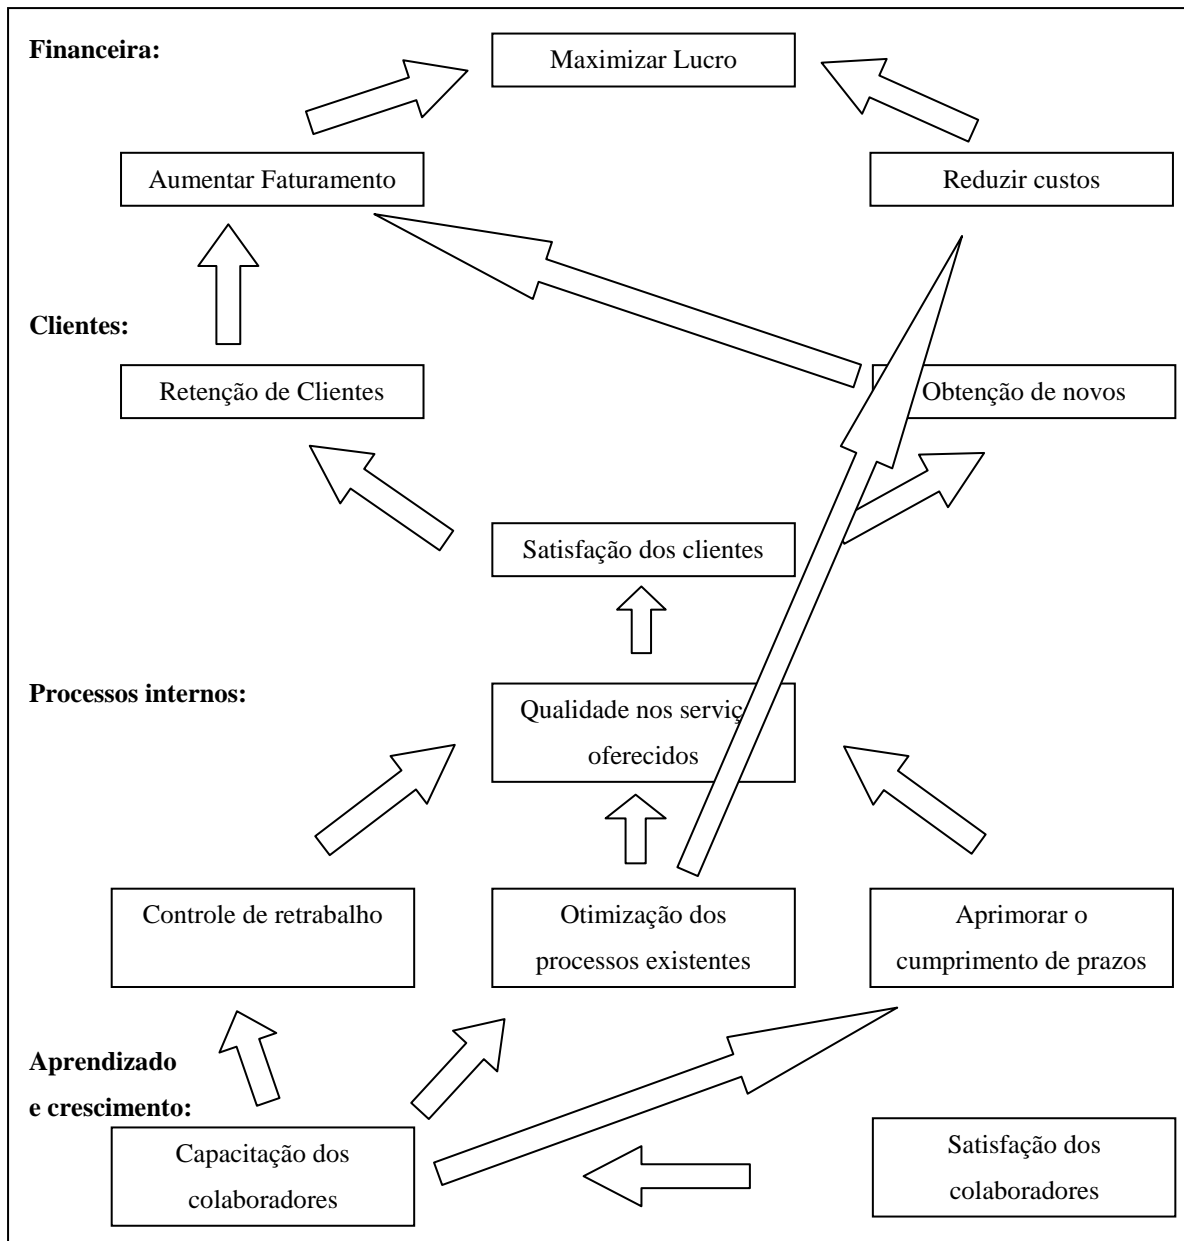 Financeira:
Maximizar Lucro
Aumentar Faturamento
Reduzir custos
Clientes:
Retenção de Clientes
Obtenção de novos
Satisfação dos clientes
Processos internos:
Qualidade nos serviç
oferecidos
Controle de retrabalho
Otimização dos
processos existentes
Aprimorar o
cumprimento de prazos
Aprendizado
e crescimento:
Capacitação dos
colaboradores
Satisfação dos
colaboradores